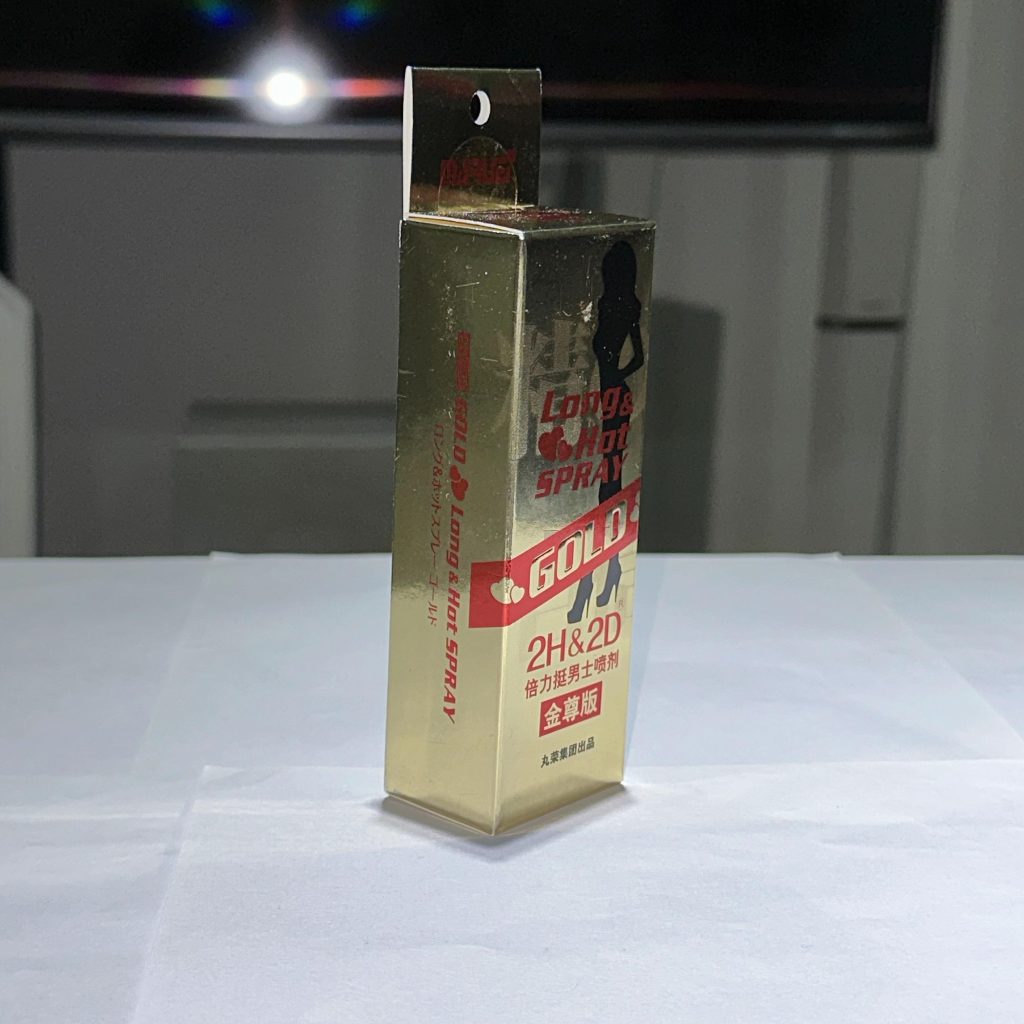 Long&
Hot
SPRAY
GOLD
®
2H&2D
倍力挺男士喷剂
金尊版
丸荣集团出品
GOLD Long & Hot SPRAY
ロング&ホットスプレー ゴールド